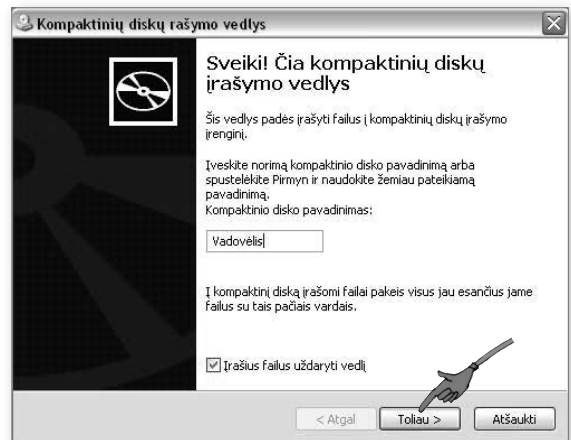 Kompaktinių diskų rašymo vedlys
Sveiki! Čia kompaktinių diskų
įrašymo vedlys
Šis vedlys padės įrašyti failus į kompaktinių diskų įrašymo
įrenginį.
Įveskite norimą kompaktinio disko pavadinimą arba
spustelėkite Pirmyn ir naudokite žemiau pateikiamą
pavadinimą.
Kompaktinio disko pavadinimas:
Vadovėlis
Į kompaktinį diską įrašomi failai pakeis visus jau esančius jame
failus su tais pačiais vardais.
Įrašius failus uždaryti vedlį
< Atgal
Toliau >
Atšaukti